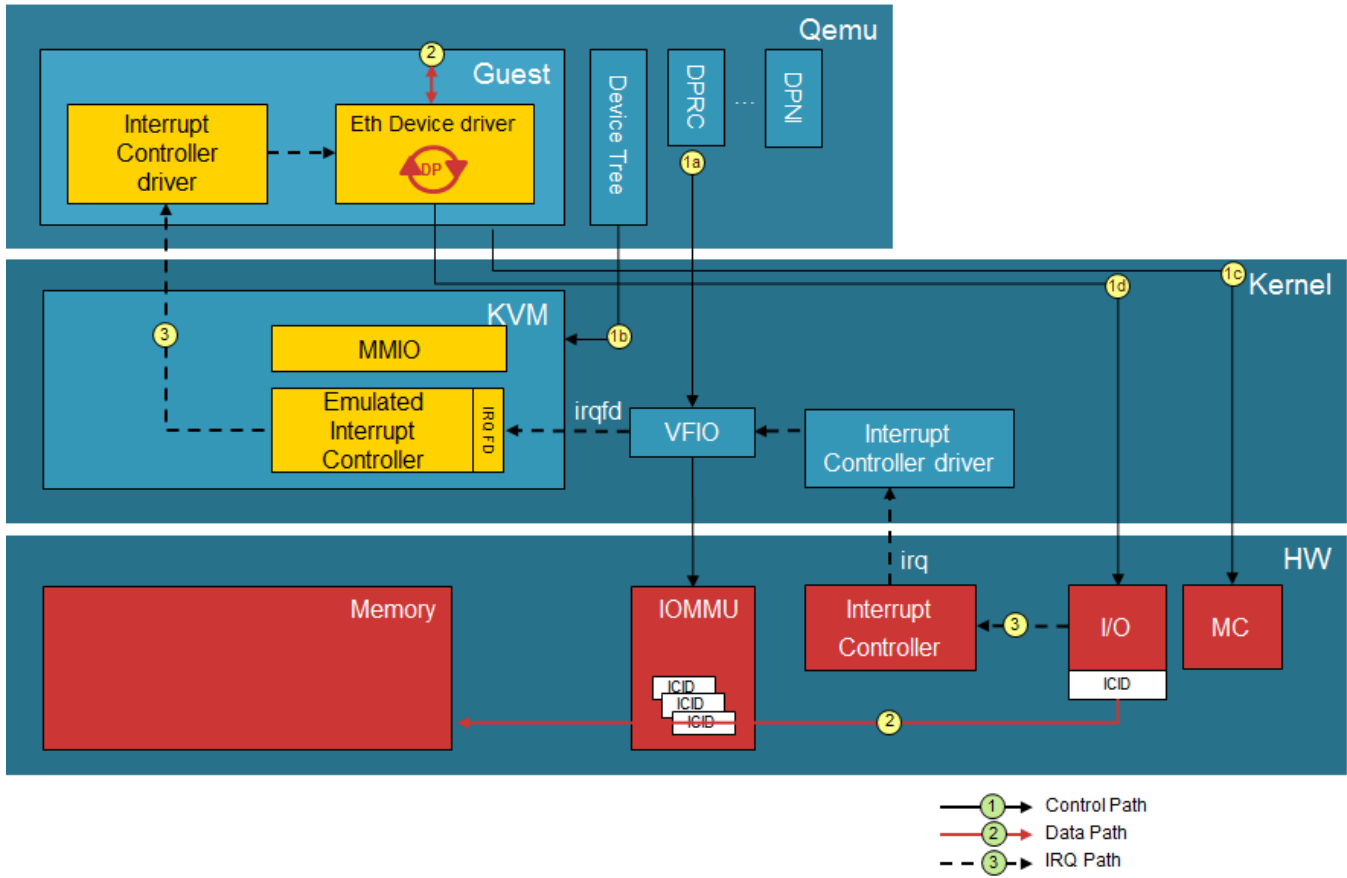 Qemu
2
Guest
Interrupt
Controller
driver
Eth Device driver
DP
Device Tree
DPRC
...
DPNI
1a
Kernel
1c
1d
KVM
1b
3
MMIO
Emulated
Interrupt
Controller
IRQ FD
irqfd
VFIO
Interrupt
Controller driver
HW
irq
Memory
IOMMU
Interrupt
Controller
3
I/O
MC
ICID
ICID
ICID
ICID
2
1 Control Path
2 Data Path
3 IRQ Path